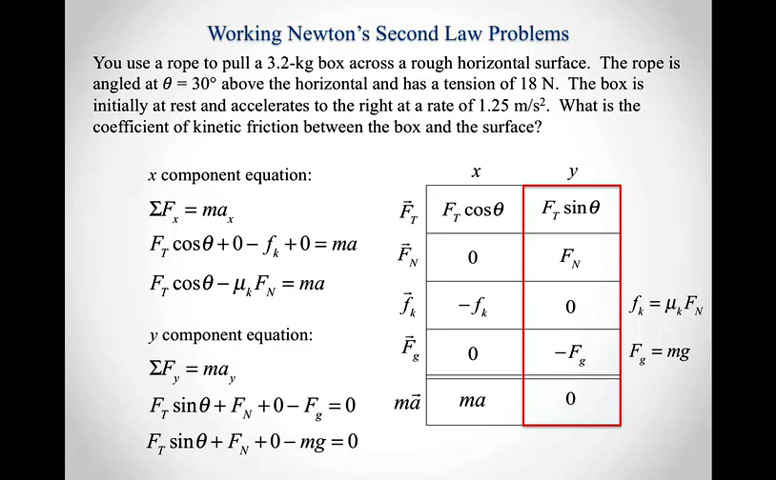 Working Newton's Second Law Problems
You use a rope to pull a 3.2-kg box across a rough horizontal surface. The rope is
angled at θ = 30° above the horizontal and has a tension of 18 N. The box is
initially at rest and accelerates to the right at a rate of 1.25 m/s². What is the
coefficient of kinetic friction between the box and the surface?
x component equation:
ΣF_x = ma_x
F_T cosθ + 0 − f_k + 0 = ma
F_T cosθ − μ_k F_N = ma
y component equation:
ΣF_y = ma_y
F_T sinθ + F_N + 0 − F_g = 0
F_T sinθ + F_N + 0 − mg = 0
x y
F⃗_T F_T cosθ F_T sinθ
F⃗_N 0 F_N
f⃗_k −f_k 0 f_k = μ_k F_N
F⃗_g 0 −F_g F_g = mg
ma⃗ ma 0